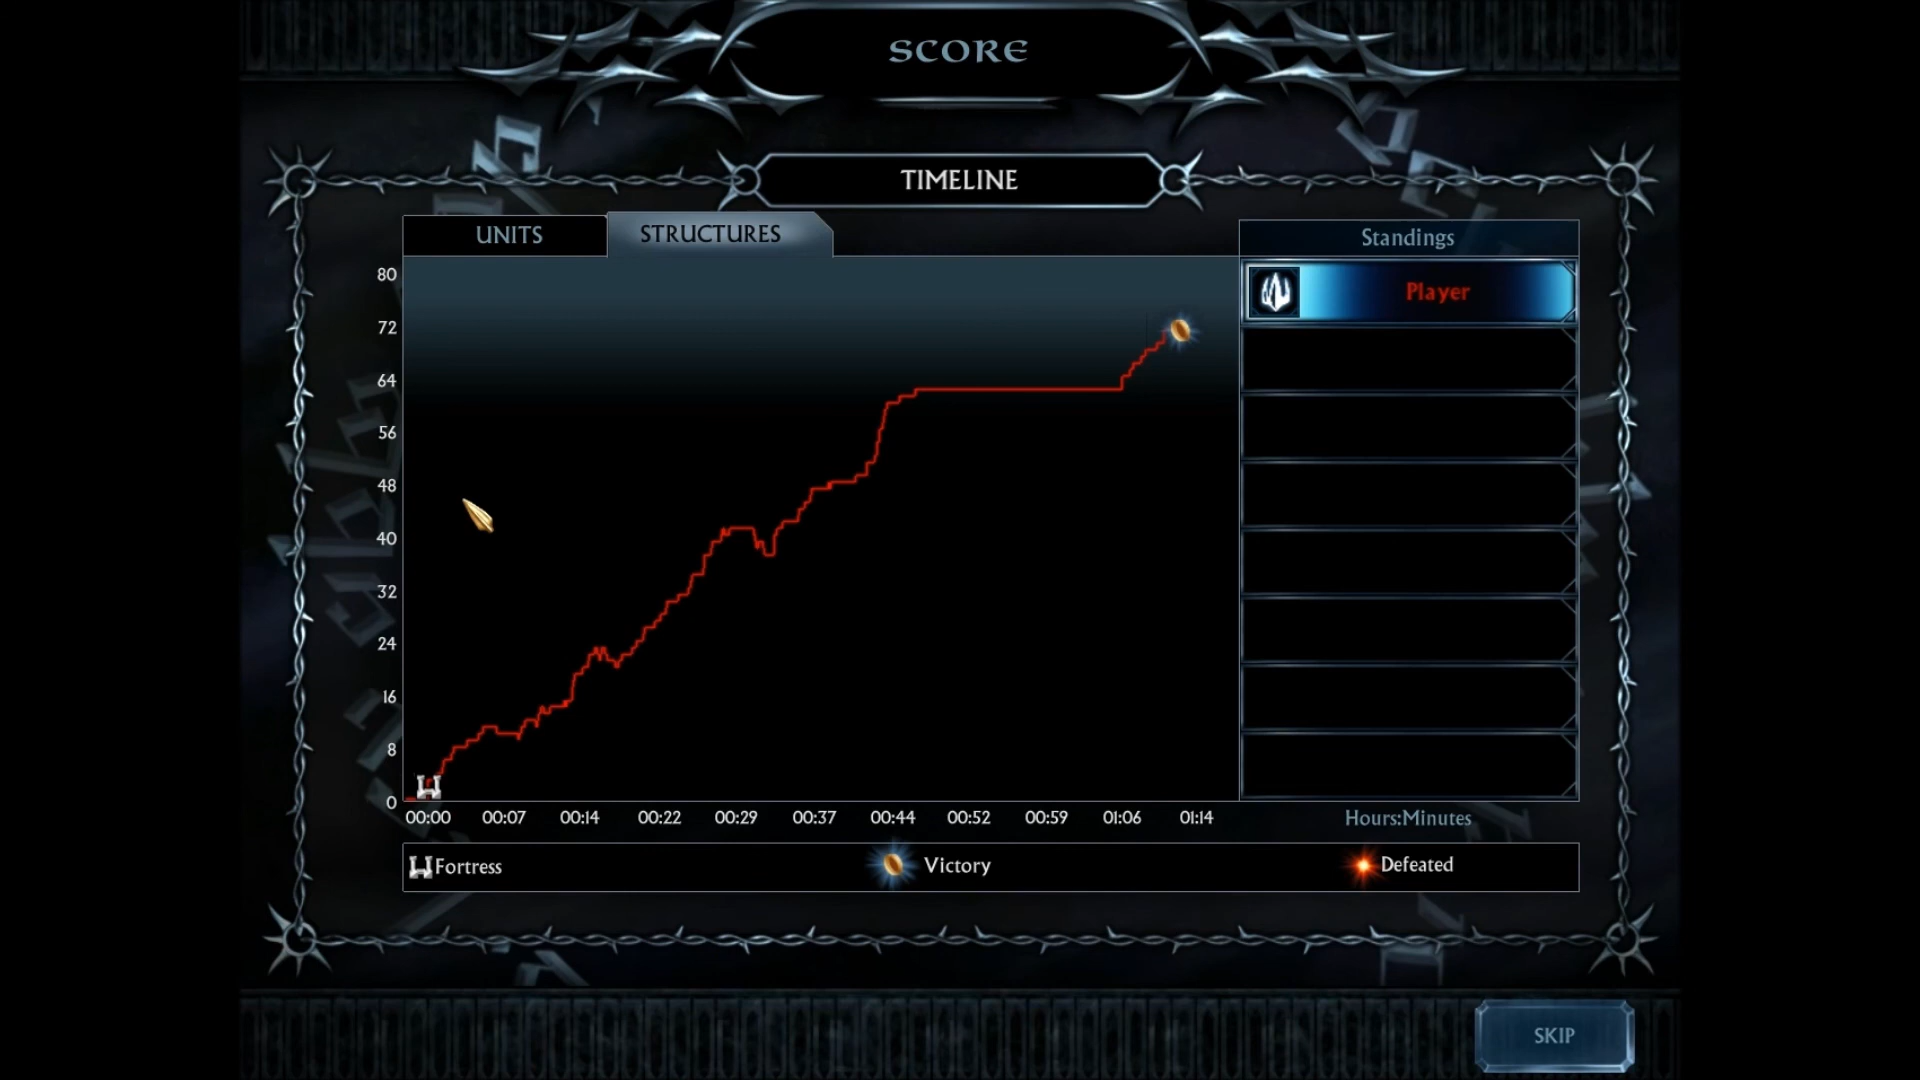 SCORE
TIMELINE
UNITS
STRUCTURES
Standings
Player
80
72
64
56
48
40
32
24
16
8
0
00:00 00:07 00:14 00:22 00:29 00:37 00:44 00:52 00:59 01:06 01:14
Hours:Minutes
Fortress
Victory
Defeated
SKIP